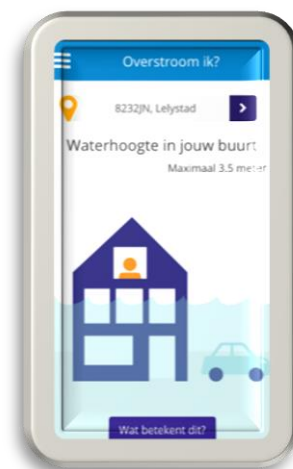 Overstroom ik?
8232JN, Lelystad
Waterhoogte in jouw buurt
Maximaal 3.5 meter
Wat betekent dit?